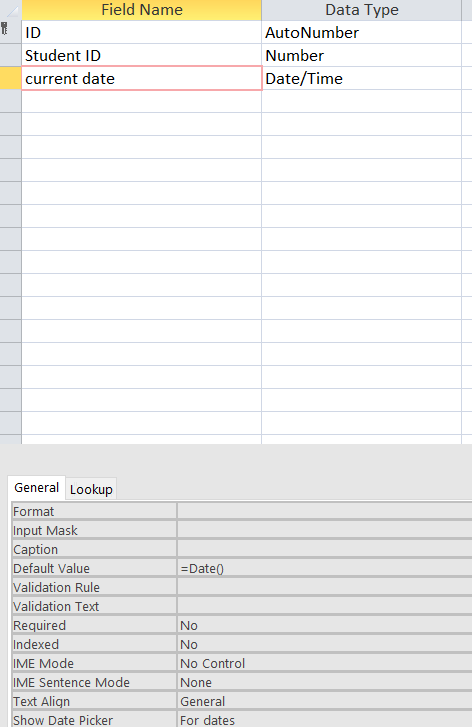 Field Name Data Type
ID AutoNumber
Student ID Number
current date Date/Time
General Lookup
Format
Input Mask
Caption
Default Value =Date()
Validation Rule
Validation Text
Required No
Indexed No
IME Mode No Control
IME Sentence Mode None
Text Align General
Show Date Picker For dates